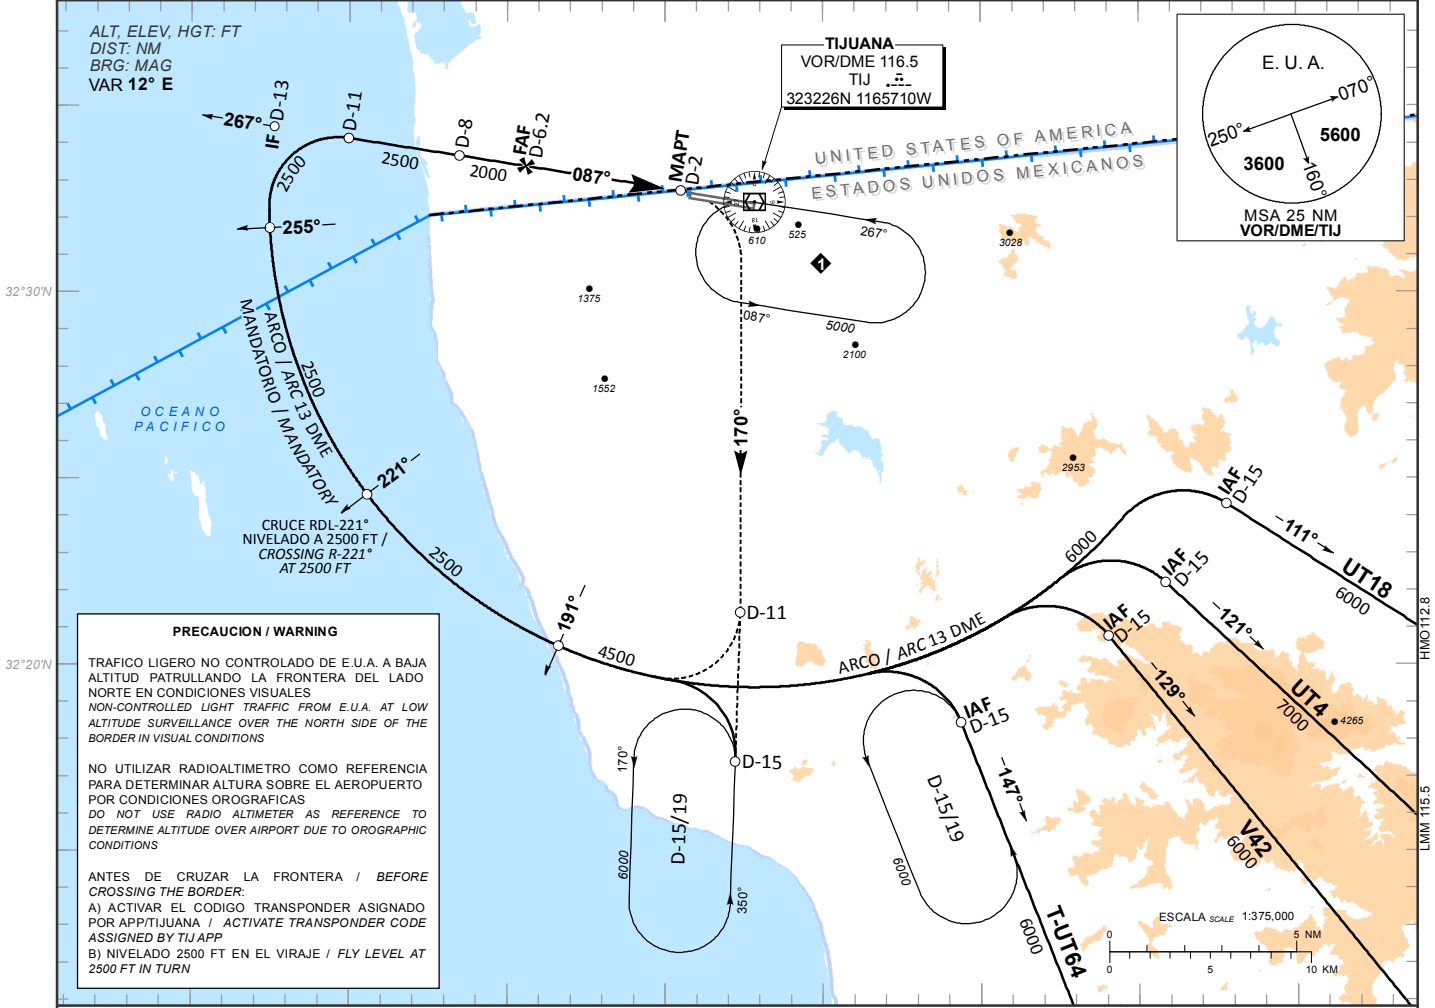 ALT, ELEV, HGT: FT
DIST: NM
BRG: MAG
VAR 12° E
TIJUANA
VOR/DME 116.5
TIJ
323226N 1165710W
E. U. A.
070°
250°
5600
3600
160°
MSA 25 NM
VOR/DME/TIJ
267°
IF D-13
D-11
D-8
FAF
D-6.2
2500
2500
2000
087°
MAPT
D-2
UNITED STATES OF AMERICA
ESTADOS UNIDOS MEXICANOS
255°
610
525
267°
1
3028
32°30'N
1375
087°
5000
2100
1552
ARCO / ARC 13 DME
MANDATORIO / MANDATORY
2500
OCEANO
PACIFICO
170°
2953
221°
CRUCE RDL-221°
NIVELADO A 2500 FT /
CROSSING R-221°
AT 2500 FT
2500
IAF
D-15
111°
UT18
6000
6000
IAF
D-15
121°
UT4
7000
4265
IAF
D-15
129°
V42
6000
HMO 112.8
LMM 115.5
191°
D-11
4500
ARCO / ARC 13 DME
32°20'N
IAF
D-15
147°
T-UT64
6000
D-15
170°
D-15/19
6000
350°
D-15/19
6000
PRECAUCION / WARNING
TRAFICO LIGERO NO CONTROLADO DE E.U.A. A BAJA
ALTITUD PATRULLANDO LA FRONTERA DEL LADO
NORTE EN CONDICIONES VISUALES
NON-CONTROLLED LIGHT TRAFFIC FROM E.U.A. AT LOW
ALTITUDE SURVEILLANCE OVER THE NORTH SIDE OF THE
BORDER IN VISUAL CONDITIONS
NO UTILIZAR RADIOALTIMETRO COMO REFERENCIA
PARA DETERMINAR ALTURA SOBRE EL AEROPUERTO
POR CONDICIONES OROGRAFICAS
DO NOT USE RADIO ALTIMETER AS REFERENCE TO
DETERMINE ALTITUDE OVER AIRPORT DUE TO OROGRAPHIC
CONDITIONS
ANTES DE CRUZAR LA FRONTERA / BEFORE
CROSSING THE BORDER:
A) ACTIVAR EL CODIGO TRANSPONDER ASIGNADO
POR APP/TIJUANA / ACTIVATE TRANSPONDER CODE
ASSIGNED BY TIJ APP
B) NIVELADO 2500 FT EN EL VIRAJE / FLY LEVEL AT
2500 FT IN TURN
ESCALA SCALE 1:375,000
0 5 NM
0 5 10 KM